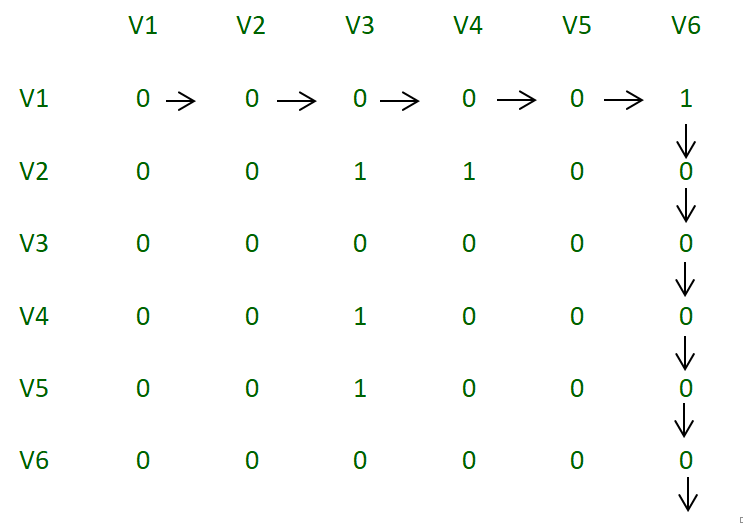 V1 V2 V3 V4 V5 V6
V1 0 0 0 0 0 1
V2 0 0 1 1 0 0
V3 0 0 0 0 0 0
V4 0 0 1 0 0 0
V5 0 0 1 0 0 0
V6 0 0 0 0 0 0